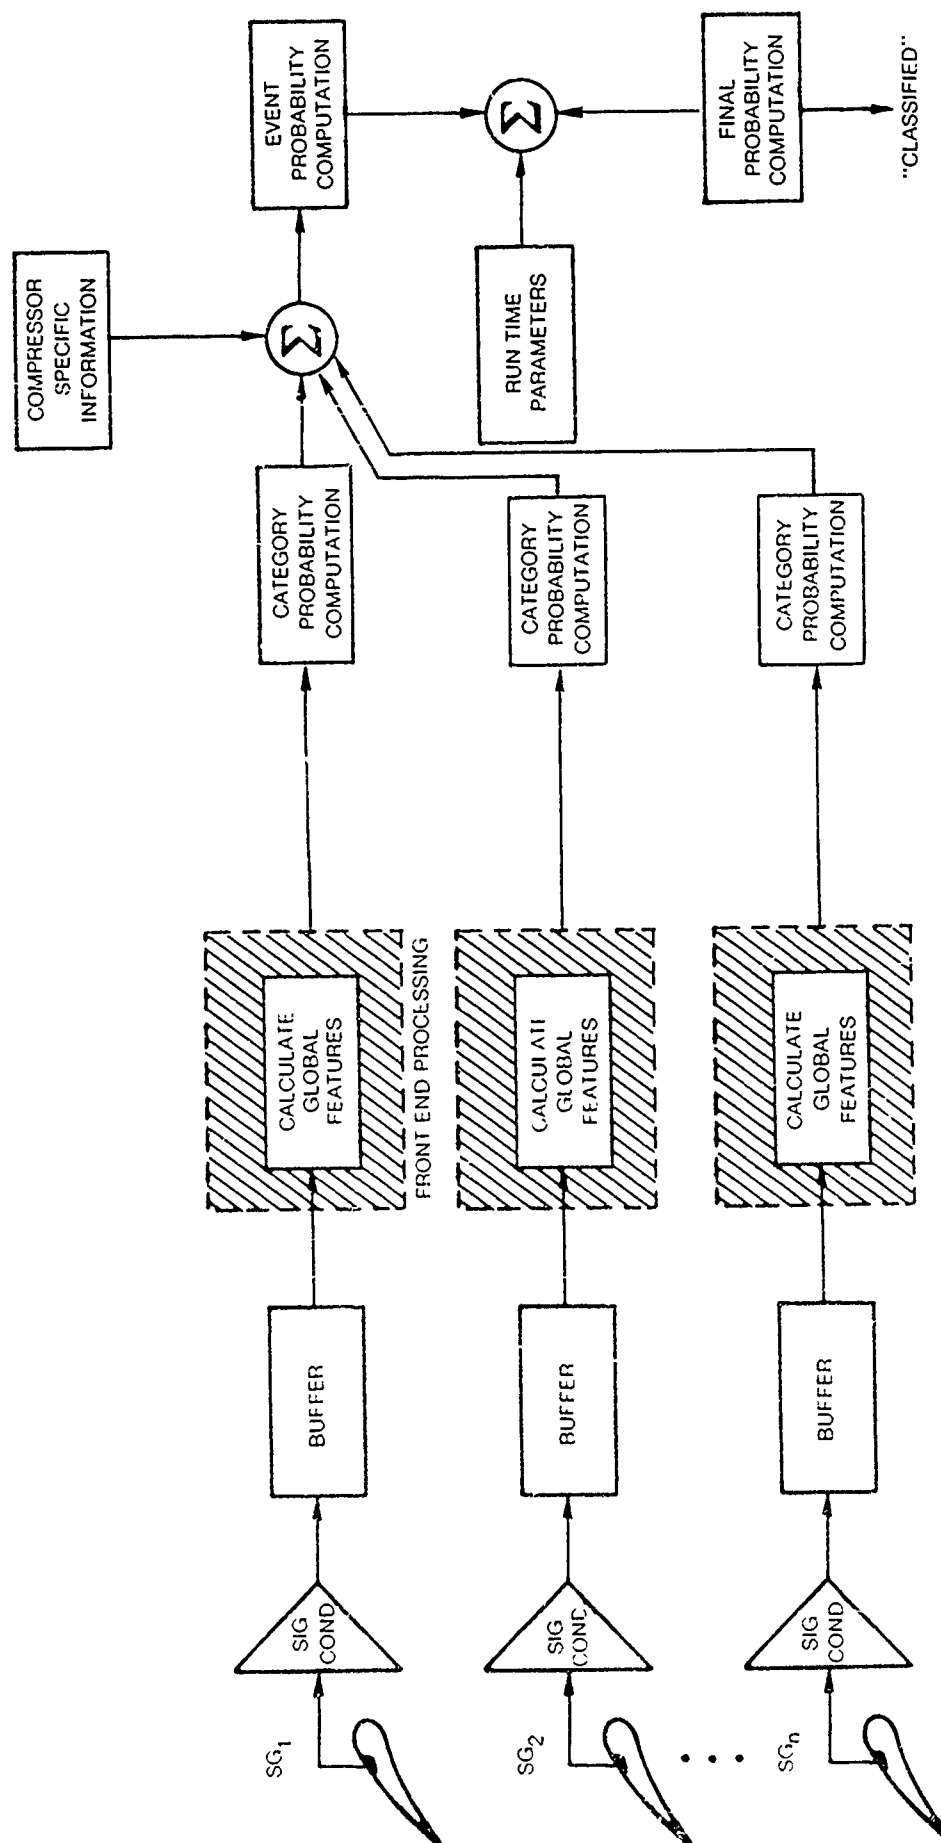 SG1
SIG
COND
BUFFER
CALCULATE
GLOBAL
FEATURES
FRONT END PROCESSING
CATEGORY
PROBABILITY
COMPUTATION
COMPRESSOR
SPECIFIC
INFORMATION
Σ
EVENT
PROBABILITY
COMPUTATION
SG2
SIG
COND
BUFFER
CALCULATE
GLOBAL
FEATURES
CATEGORY
PROBABILITY
COMPUTATION
RUN TIME
PARAMETERS
Σ
SGn
SIG
COND
BUFFER
CALCULATE
GLOBAL
FEATURES
CATEGORY
PROBABILITY
COMPUTATION
FINAL
PROBABILITY
COMPUTATION
"CLASSIFIED"